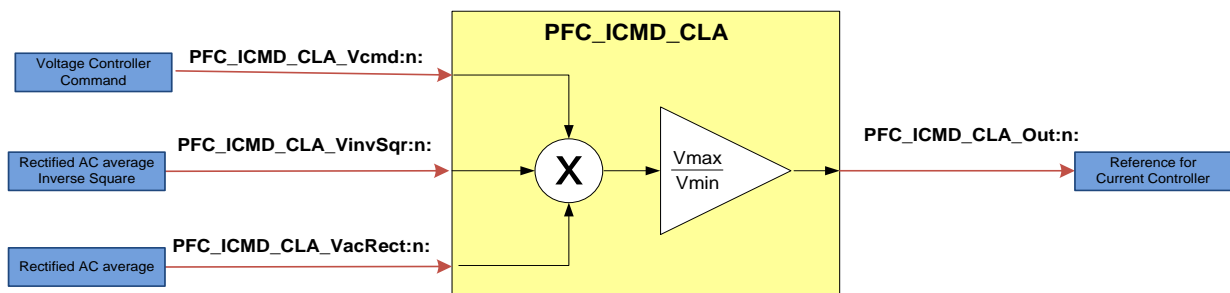 PFC_ICMD_CLA
Voltage Controller
Command
PFC_ICMD_CLA_Vcmd:n:
Rectified AC average
Inverse Square
PFC_ICMD_CLA_VinvSqr:n:
X
Vmax
Vmin
PFC_ICMD_CLA_Out:n:
Reference for
Current Controller
Rectified AC average
PFC_ICMD_CLA_VacRect:n: